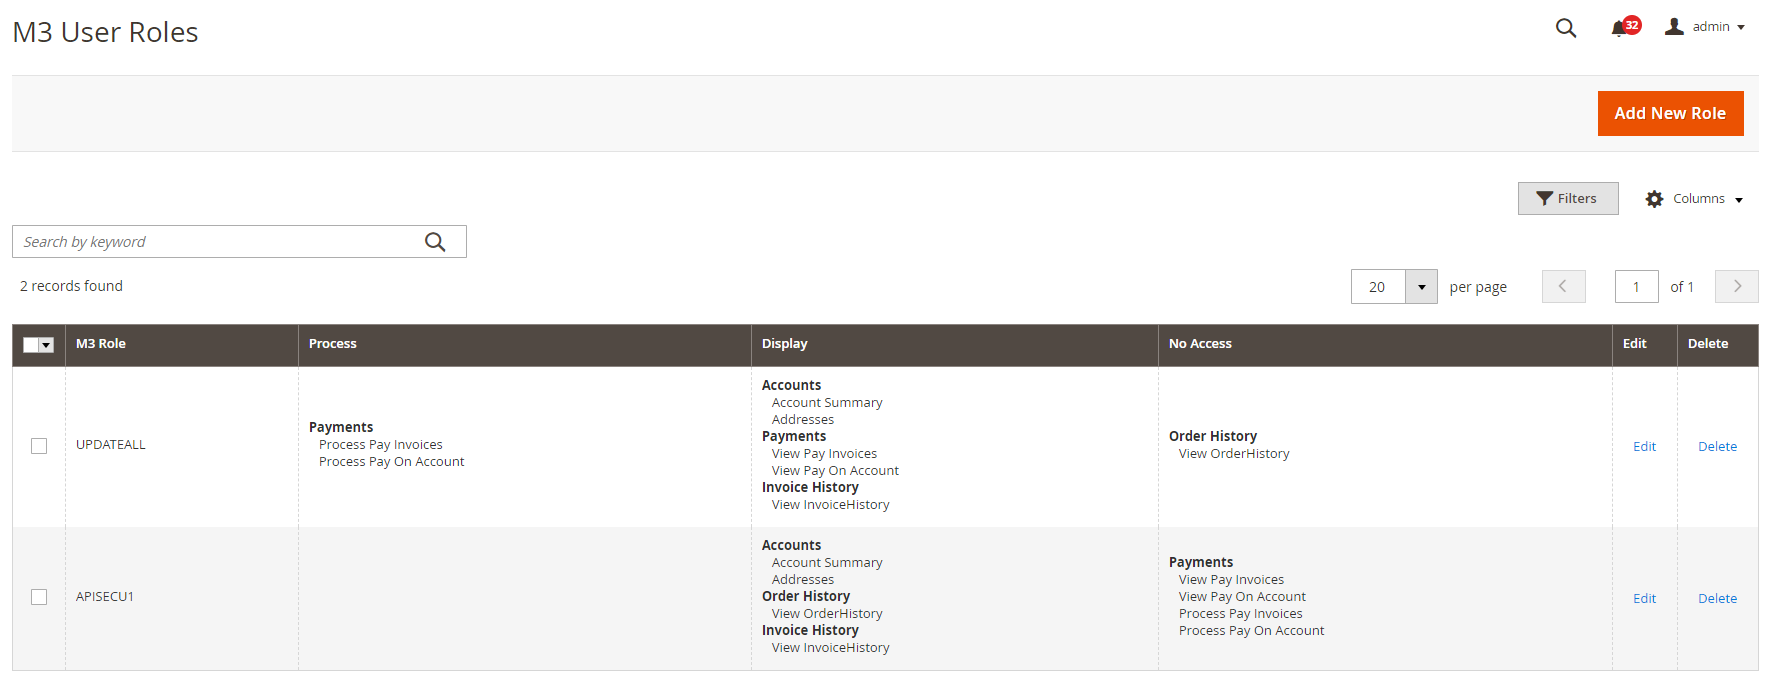 M3 User Roles
32
admin
Add New Role
Filters
Columns
Search by keyword
2 records found
20
per page
1
of 1
M3 Role
Process
Display
No Access
Edit
Delete
UPDATEALL
Payments
Process Pay Invoices
Process Pay On Account
Accounts
Account Summary
Addresses
Payments
View Pay Invoices
View Pay On Account
Invoice History
View InvoiceHistory
Order History
View OrderHistory
Edit
Delete
APISECU1
Accounts
Account Summary
Addresses
Order History
View OrderHistory
Invoice History
View InvoiceHistory
Payments
View Pay Invoices
View Pay On Account
Process Pay Invoices
Process Pay On Account
Edit
Delete